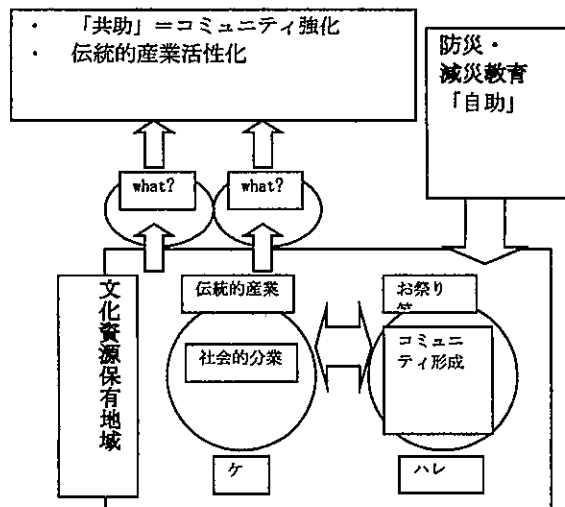 ・ 「共助」＝コミュニティ強化
・ 伝統的産業活性化
防災・
減災教育
「自助」
what?
what?
文化資源保有地域
伝統的産業
お祭り
等
社会的分業
コミュニ
ティ形成
ケ
ハレ